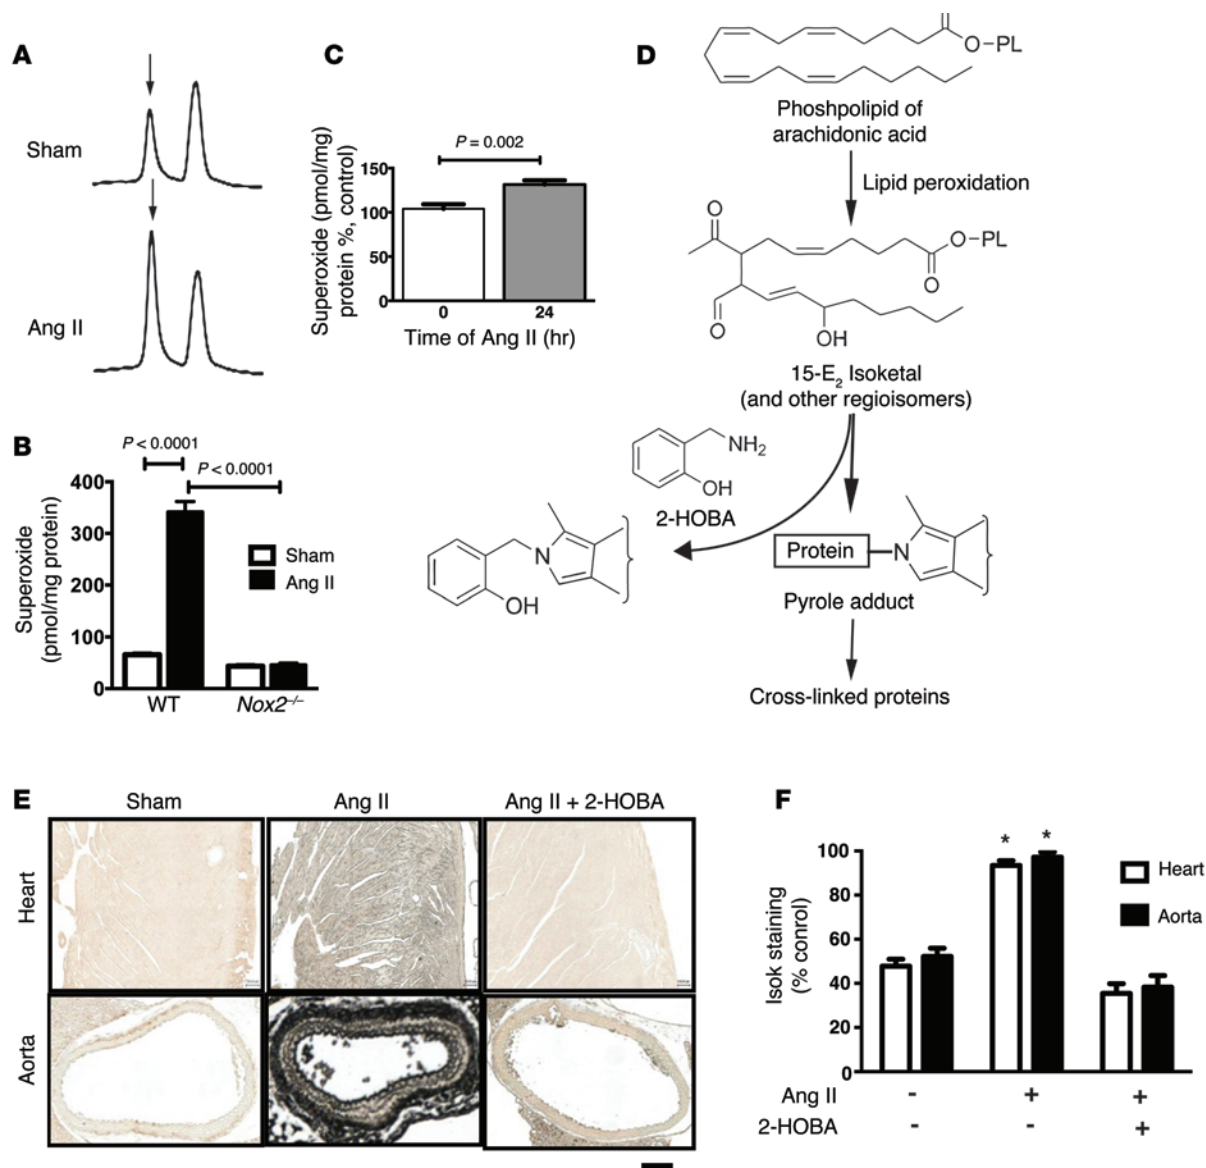 A
Sham
Ang II
B
P < 0.0001
P < 0.0001
Superoxide
(pmol/mg protein)
400
300
200
100
0
Sham
Ang II
WT
Nox2–/–
C
P = 0.002
Superoxide (pmol/mg
protein %, control)
150
100
50
0
0
24
Time of Ang II (hr)
D
O–PL
Phoshpolipid of
arachidonic acid
Lipid peroxidation
O
O–PL
O
O
OH
15-E2 Isoketal
(and other regioisomers)
NH2
OH
2-HOBA
N
OH
Protein
N
Pyrole adduct
Cross-linked proteins
E
Sham
Ang II
Ang II + 2-HOBA
Heart
Aorta
F
Isok staining
(% conrol)
100
80
60
40
20
0
* *
Heart
Aorta
Ang II - + +
2-HOBA - - +